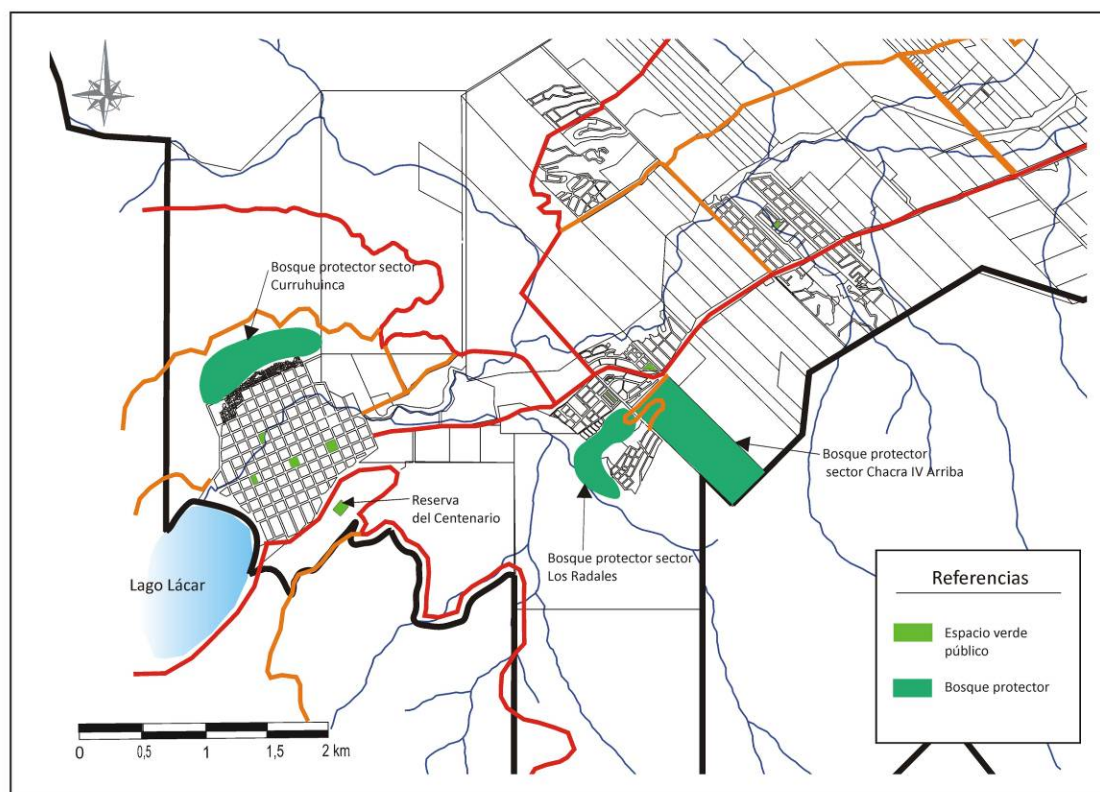 Bosque protector sector
Curruhuinca
Bosque protector
sector Chacra IV Arriba
Reserva
del Centenario
Bosque protector sector
Los Radales
Lago Lácar
Referencias
Espacio verde
público
Bosque protector
0 0,5 1 1,5 2 km